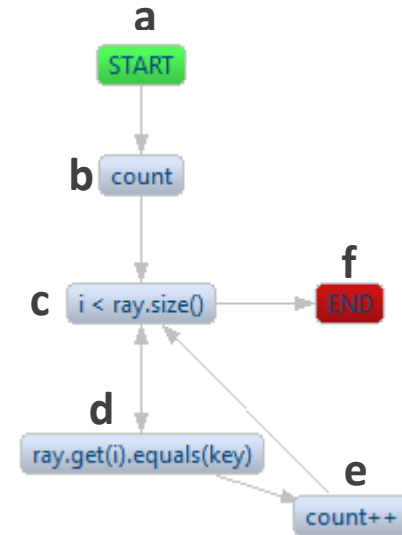 a
START
b count
f
c i < ray.size() END
d
ray.get(i).equals(key)
e
count++